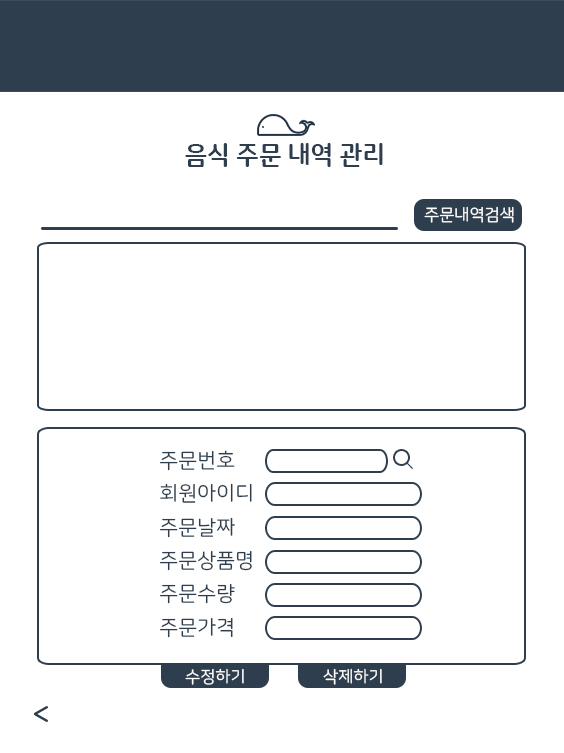 음식 주문 내역 관리
주문내역검색
주문번호
회원아이디
주문날짜
주문상품명
주문수량
주문가격
수정하기 삭제하기
<